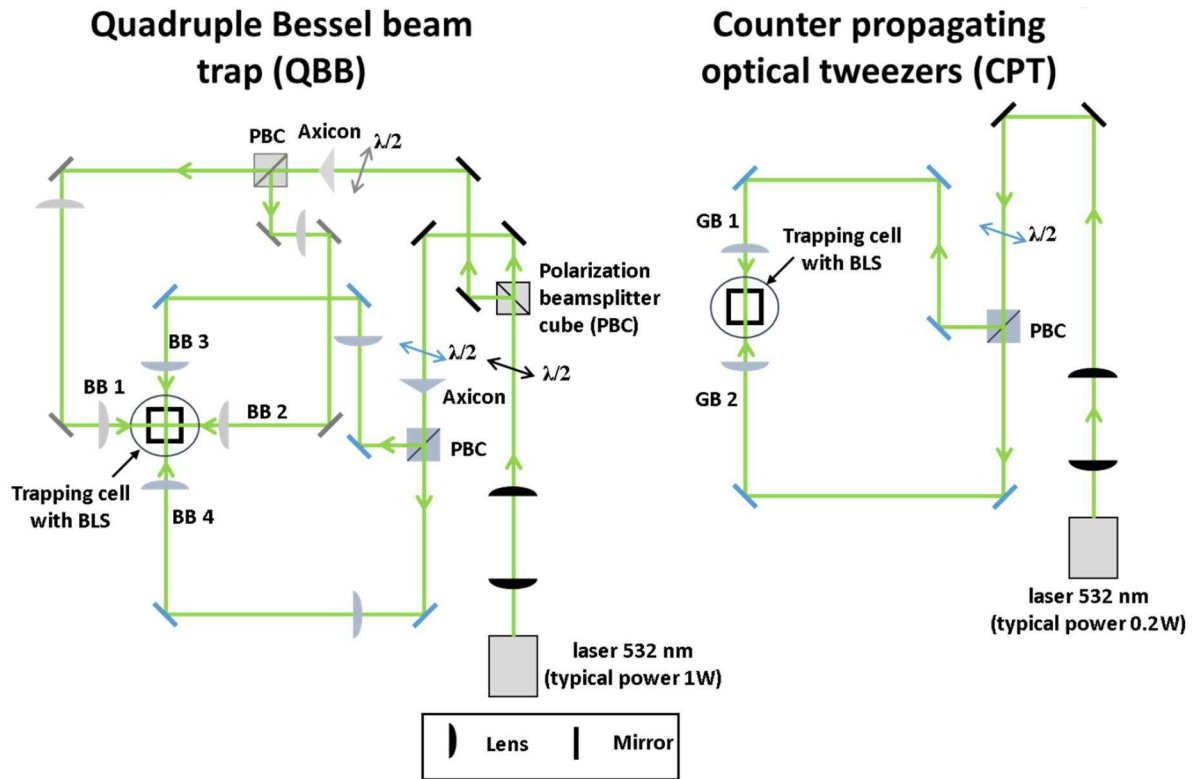 Quadruple Bessel beam
trap (QBB)
Counter propagating
optical tweezers (CPT)
PBC
Axicon
λ/2
BB 3
BB 1
BB 2
Trapping cell
with BLS
BB 4
λ/2
Axicon
PBC
λ/2
Polarization
beamsplitter
cube (PBC)
laser 532 nm
(typical power 1W)
GB 1
Trapping cell
with BLS
λ/2
PBC
GB 2
laser 532 nm
(typical power 0.2W)
Lens
Mirror